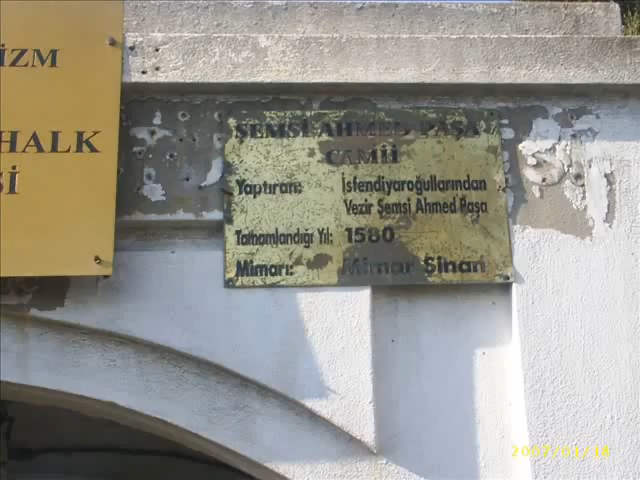 İZM
HALK
Sİ
ŞEMSİ AHMED PAŞA
CAMİİ
Yaptıran: İsfendiyaroğullarından
Vezir Şemsi Ahmed Paşa
Tamamlandığı Yıl: 1580
Mimarı: Mimar Sinan
2007/01/14